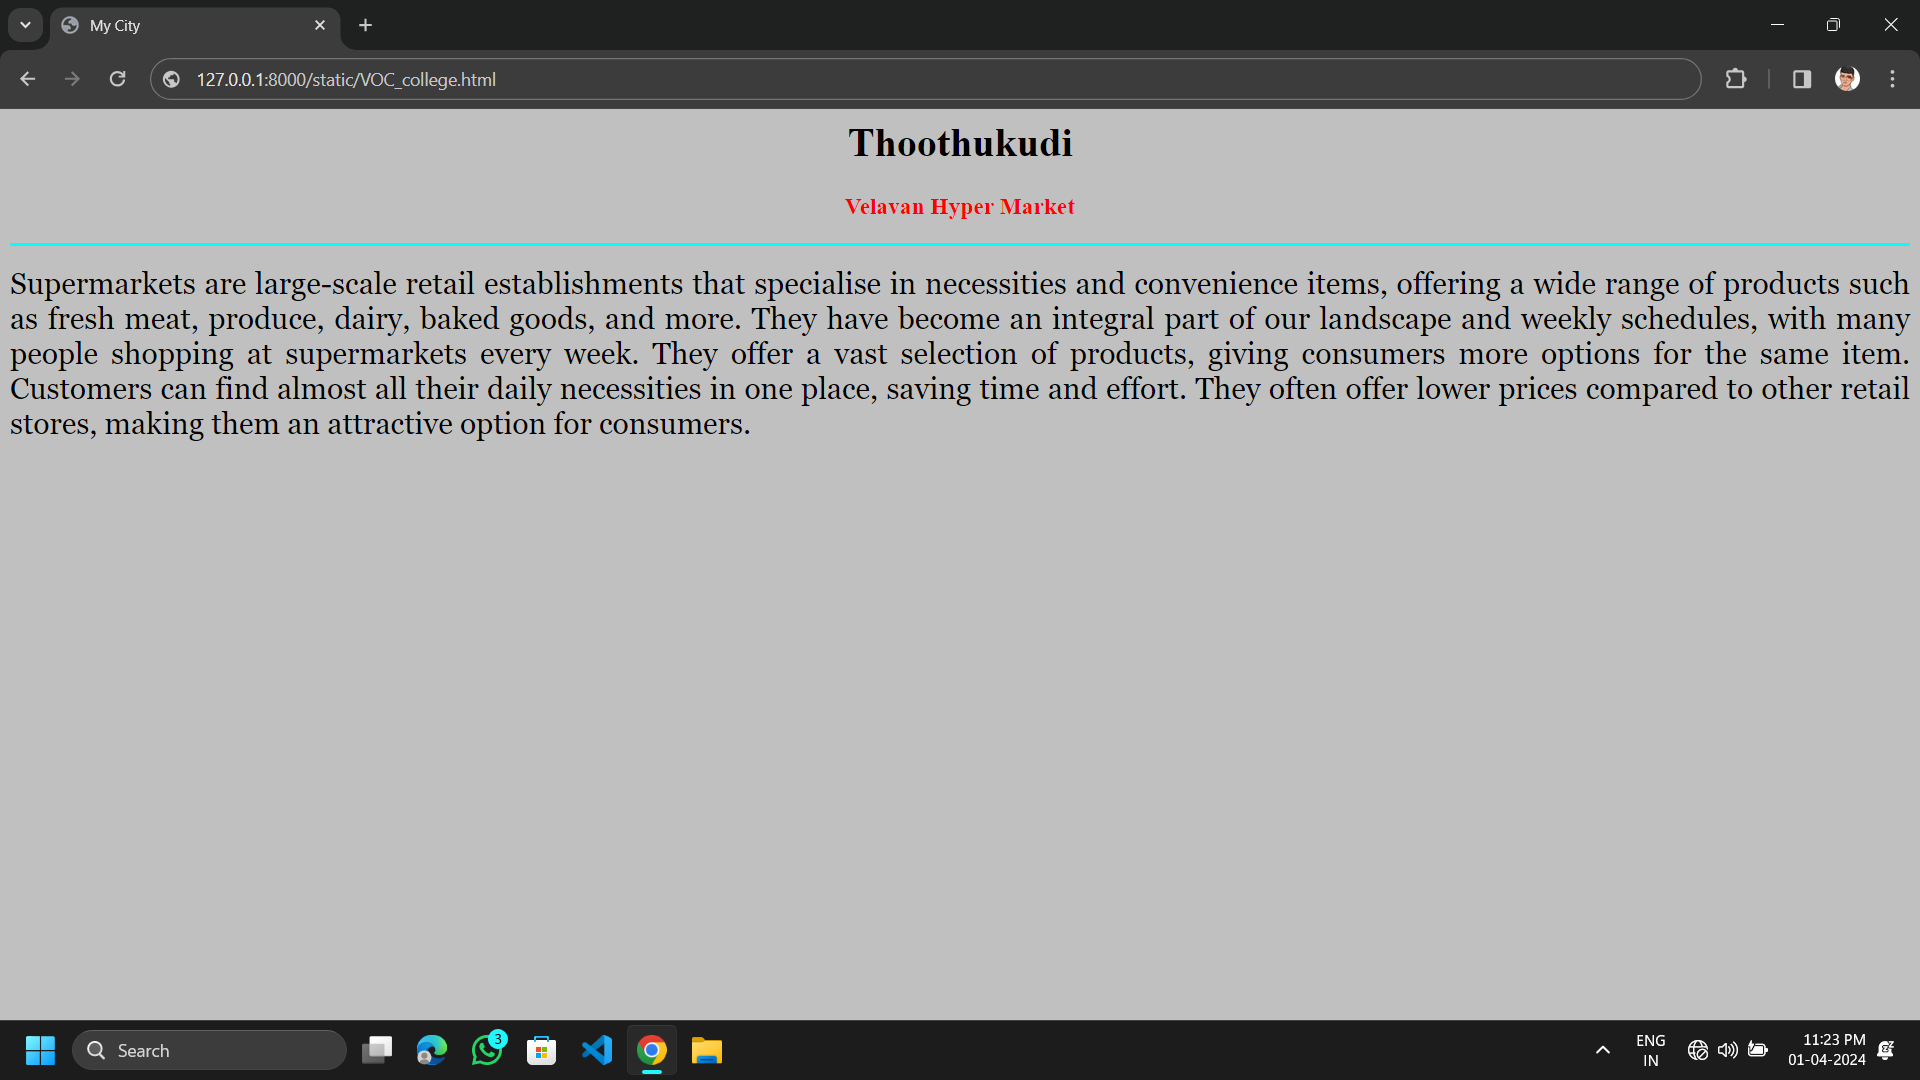 My City
127.0.0.1:8000/static/VOC_college.html
Thoothukudi
Velavan Hyper Market
Supermarkets are large-scale retail establishments that specialise in necessities and convenience items, offering a wide range of products such
as fresh meat, produce, dairy, baked goods, and more. They have become an integral part of our landscape and weekly schedules, with many
people shopping at supermarkets every week. They offer a vast selection of products, giving consumers more options for the same item.
Customers can find almost all their daily necessities in one place, saving time and effort. They often offer lower prices compared to other retail
stores, making them an attractive option for consumers.
Search
3
ENG
IN
11:23 PM
01-04-2024